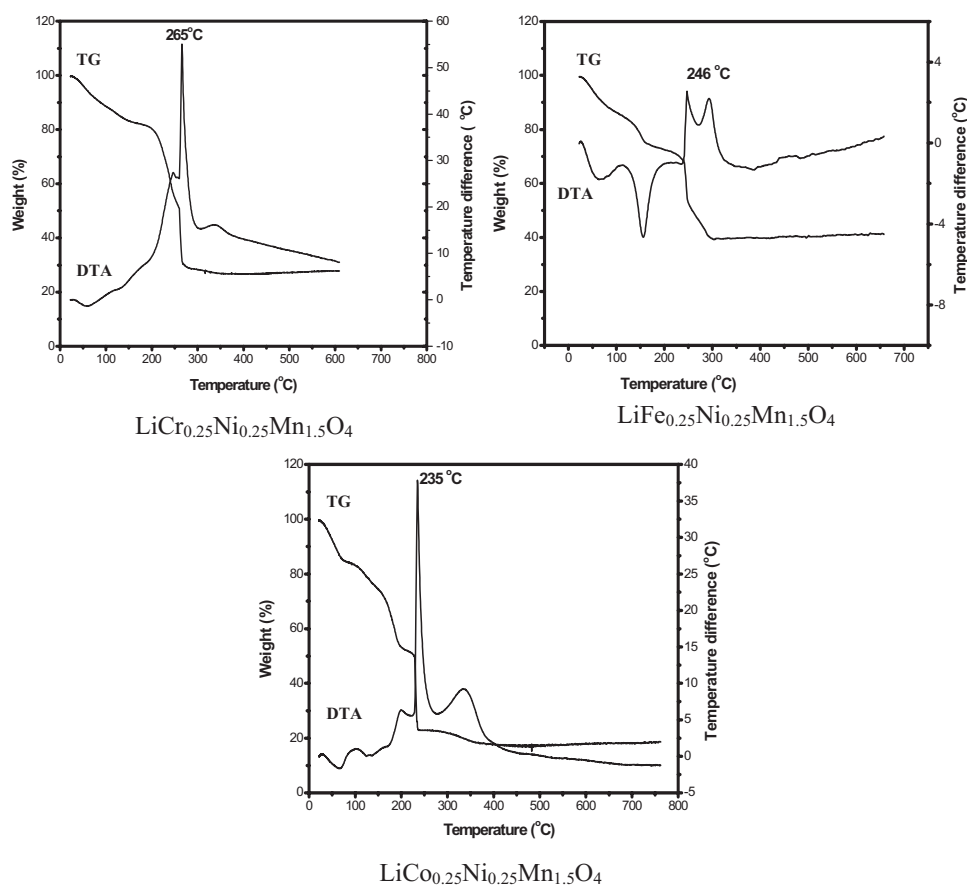 265°C
TG
DTA
120
100
80
60
40
20
0
Weight (%)
60
50
40
30
20
10
0
-10
Temperature difference ( °C)
0 100 200 300 400 500 600 700 800
Temperature (°C)
LiCr0.25Ni0.25Mn1.5O4
246 °C
TG
DTA
120
100
80
60
40
20
0
Weight (%)
4
0
-4
-8
Temperature difference (°C)
0 100 200 300 400 500 600 700
Temperature (°C)
LiFe0.25Ni0.25Mn1.5O4
235 °C
TG
DTA
120
100
80
60
40
20
0
Weight (%)
40
35
30
25
20
15
10
5
0
-5
Temperature difference (°C)
0 100 200 300 400 500 600 700 800
Temperature (°C)
LiCo0.25Ni0.25Mn1.5O4